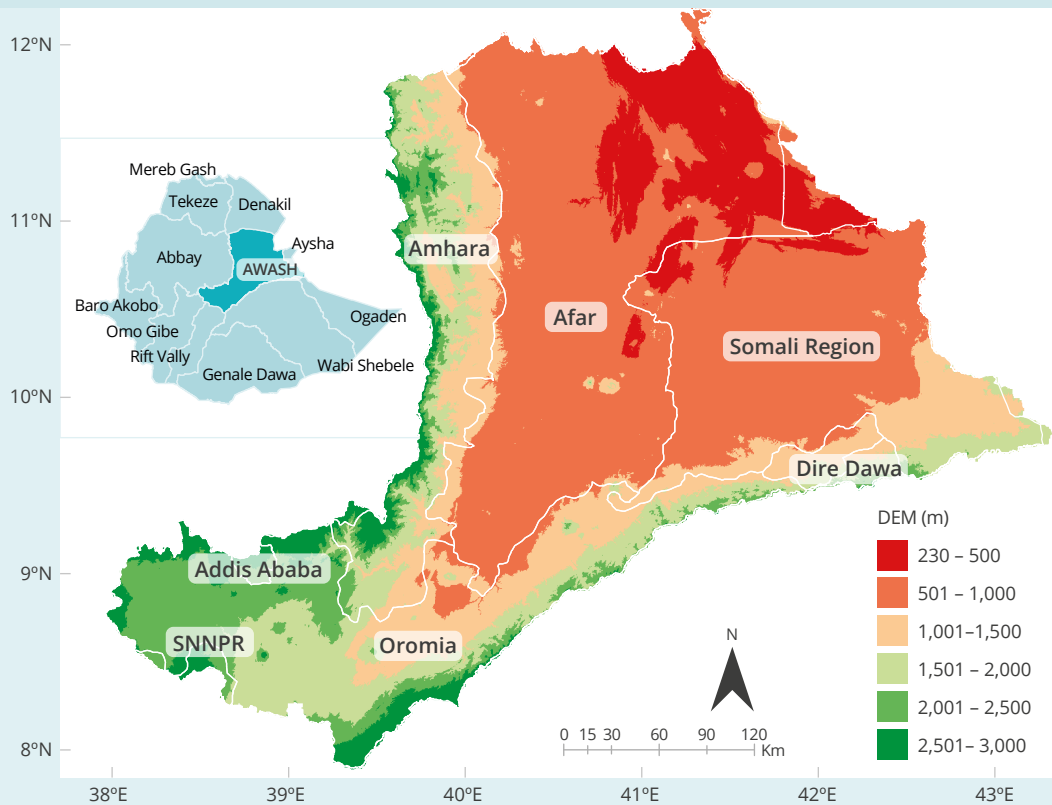 12°N
11°N
10°N
9°N
8°N
38°E
39°E
40°E
41°E
42°E
43°E
Mereb Gash
Tekeze
Denakil
Aysha
Abbay
AWASH
Baro Akobo
Ogaden
Omo Gibe
Rift Vally
Wabi Shebele
Genale Dawa
Amhara
Afar
Somali Region
Dire Dawa
Addis Ababa
SNNPR
Oromia
DEM (m)
230 – 500
501 – 1,000
1,001–1,500
1,501 – 2,000
2,001 – 2,500
2,501– 3,000
N
0 15 30 60 90 120
Km